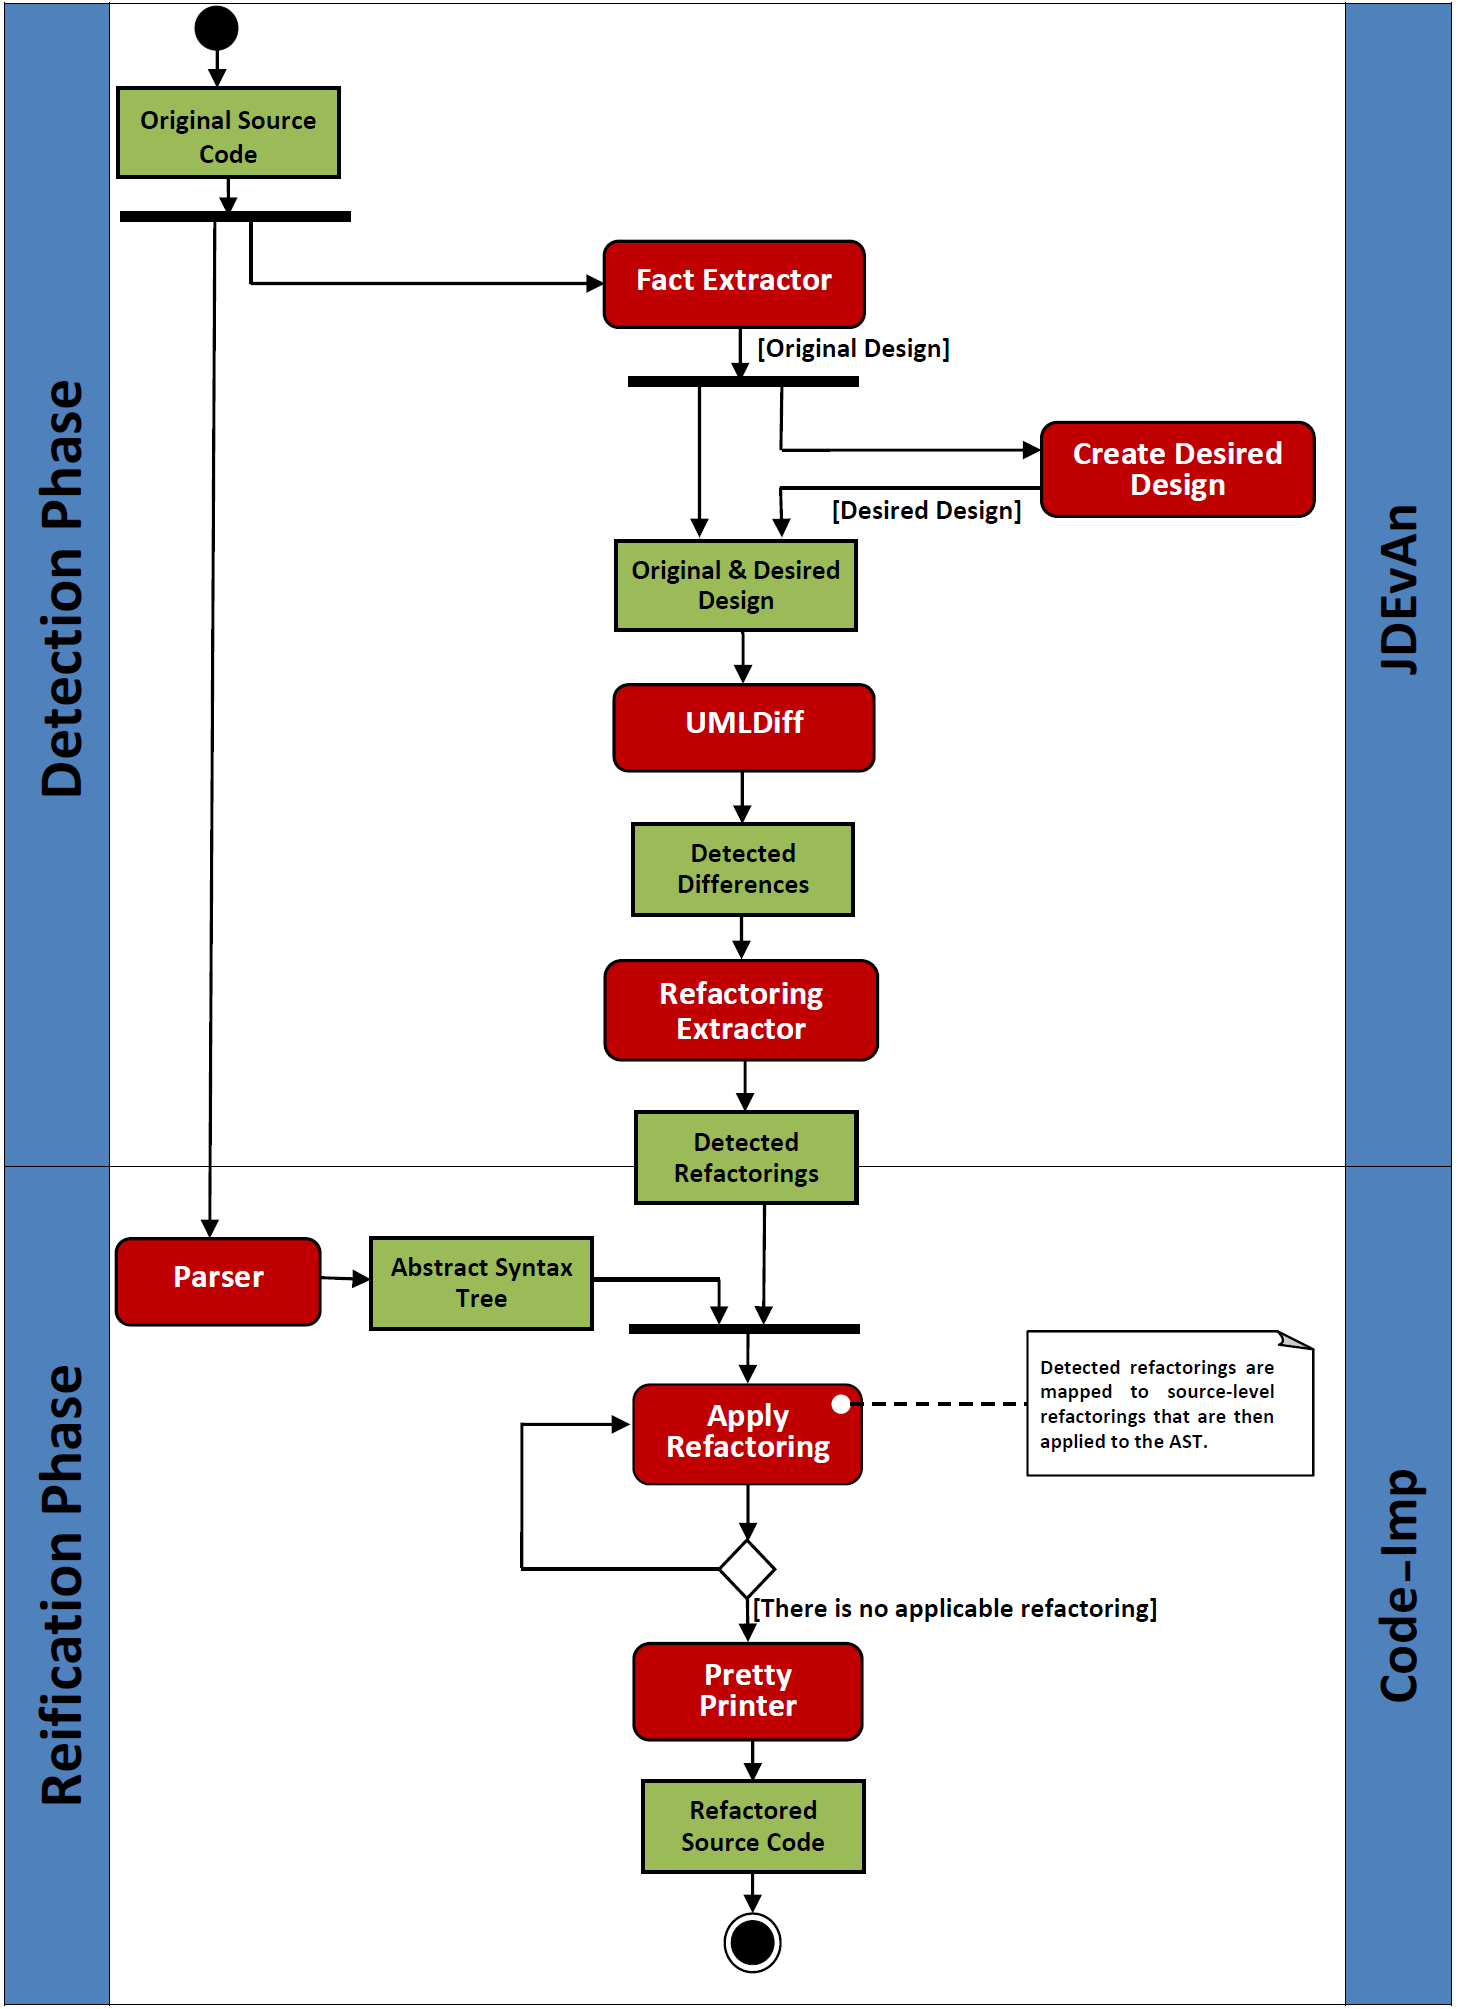 Detection Phase
JDEvAn
Original Source
Code
Fact Extractor
[Original Design]
Create Desired
Design
[Desired Design]
Original & Desired
Design
UMLDiff
Detected
Differences
Refactoring
Extractor
Detected
Refactorings
Reification Phase
Code–Imp
Parser
Abstract Syntax
Tree
Apply
Refactoring
Detected refactorings are
mapped to source-level
refactorings that are then
applied to the AST.
[There is no applicable refactoring]
Pretty
Printer
Refactored
Source Code